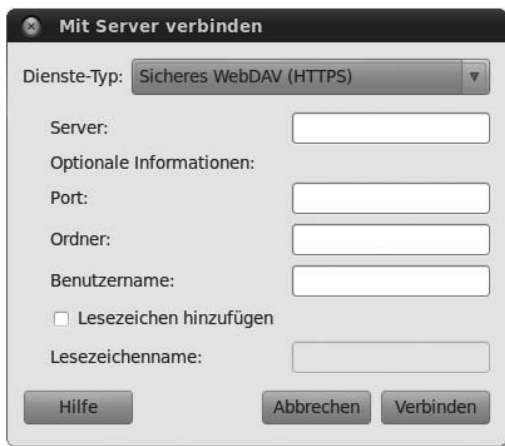 Mit Server verbinden
Dienste-Typ: Sicheres WebDAV (HTTPS)
Server:
Optionale Informationen:
Port:
Ordner:
Benutzername:
Lesezeichen hinzufügen
Lesezeichenname:
Hilfe Abbrechen Verbinden